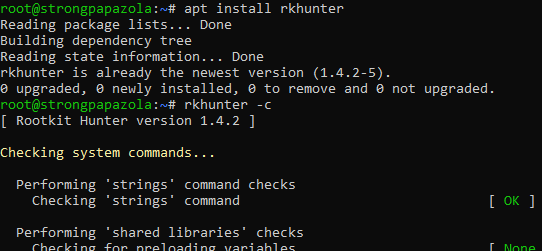 root@strongpapazola:~# apt install rkhunter
Reading package lists... Done
Building dependency tree
Reading state information... Done
rkhunter is already the newest version (1.4.2-5).
0 upgraded, 0 newly installed, 0 to remove and 0 not upgraded.
root@strongpapazola:~# rkhunter -c
[ Rootkit Hunter version 1.4.2 ]
Checking system commands...
Performing 'strings' command checks
Checking 'strings' command [ OK ]
Performing 'shared libraries' checks
Checking for preloading variables [ None